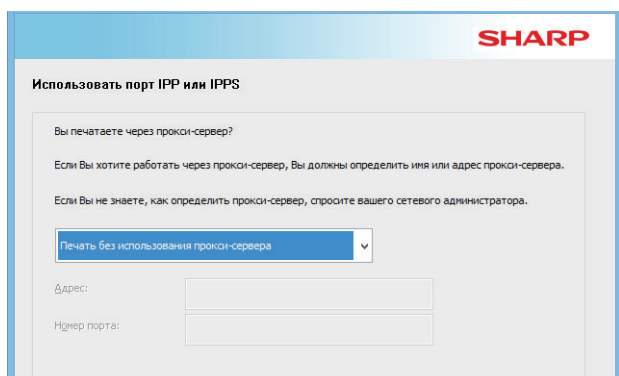 SHARP
Использовать порт IPP или IPPS
Вы печатаете через прокси-сервер?
Если Вы хотите работать через прокси-сервер, Вы должны определить имя или адрес прокси-сервера.
Если Вы не знаете, как определить прокси-сервер, спросите вашего сетевого администратора.
Печать без использования прокси-сервера
Адрес:
Номер порта: